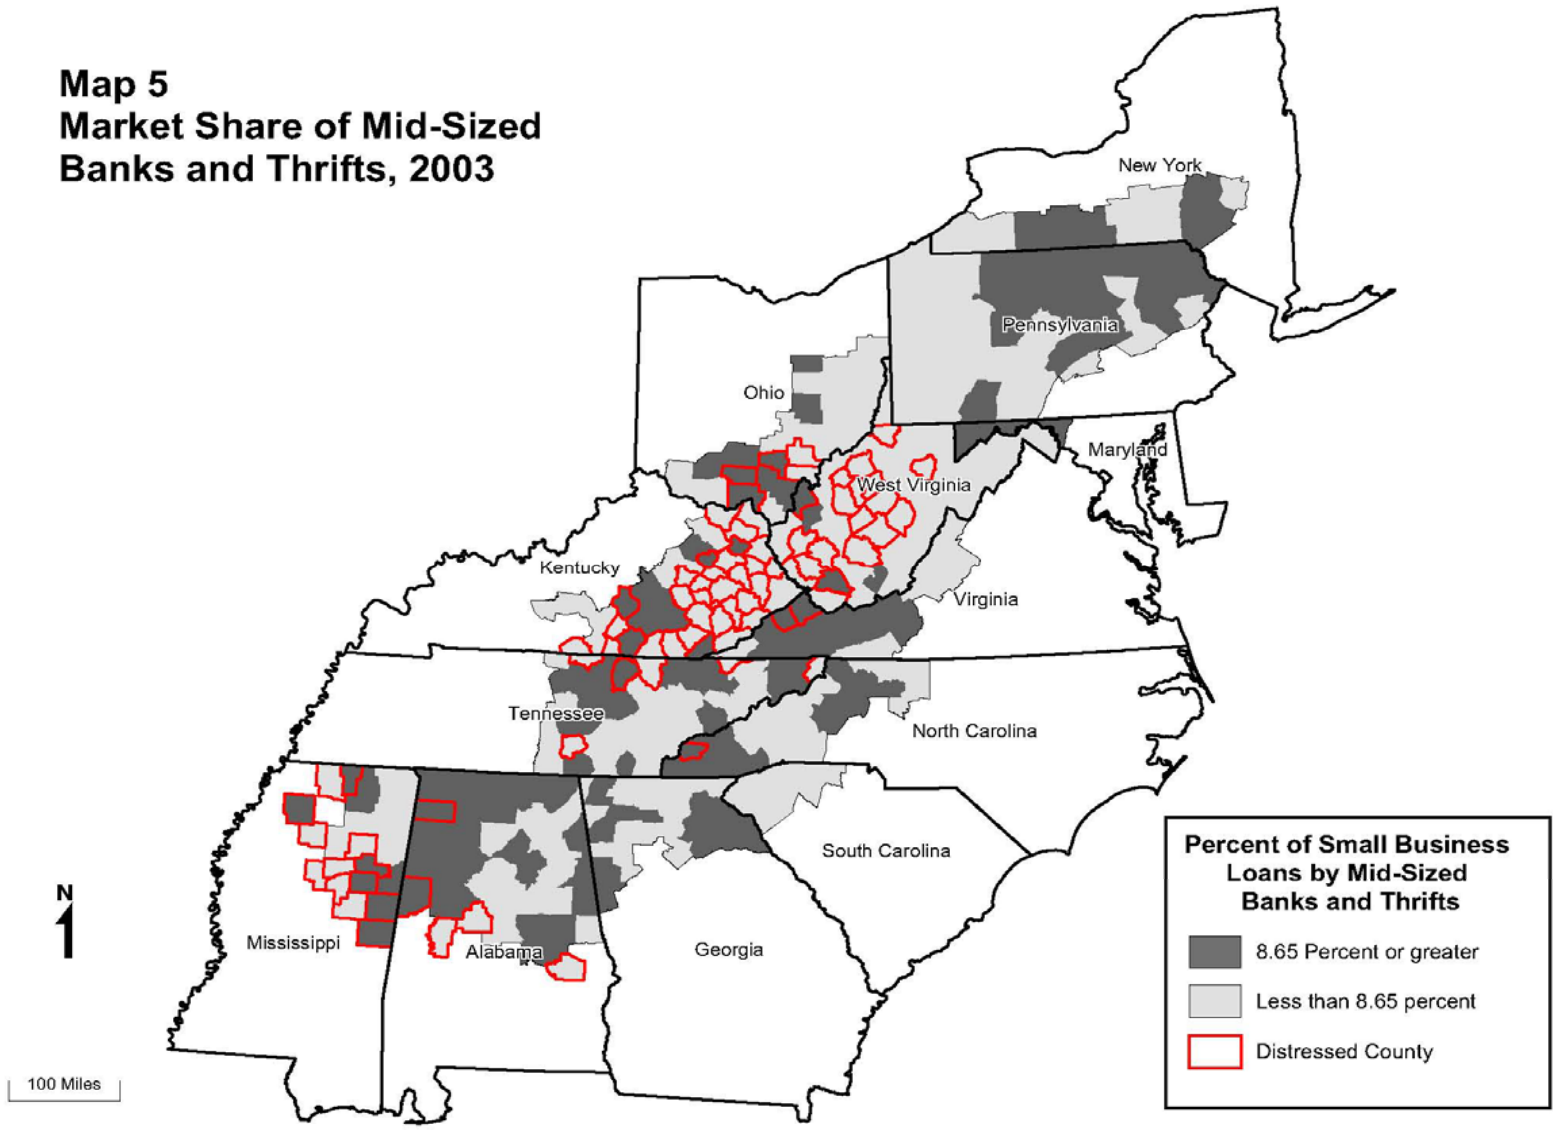 Map 5
Market Share of Mid-Sized
Banks and Thrifts, 2003
New York
Pennsylvania
Ohio
Maryland
West Virginia
Kentucky
Virginia
Tennessee
North Carolina
South Carolina
Mississippi
Alabama
Georgia
N
100 Miles
Percent of Small Business
Loans by Mid-Sized
Banks and Thrifts
8.65 Percent or greater
Less than 8.65 percent
Distressed County